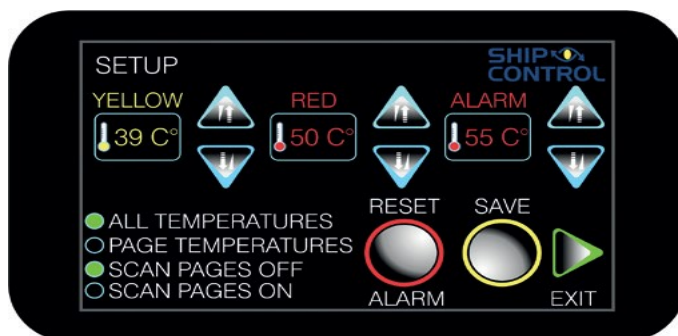 SETUP
SHIP
CONTROL
YELLOW
RED
ALARM
39 C°
50 C°
55 C°
ALL TEMPERATURES
PAGE TEMPERATURES
SCAN PAGES OFF
SCAN PAGES ON
RESET
ALARM
SAVE
EXIT